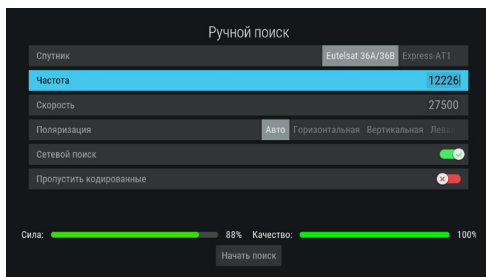 Ручной поиск
Спутник Eutelsat 36A/36B Express-AT1
Частота 12226
Скорость 27500
Поляризация Авто Горизонтальная Вертикальная Левая
Сетевой поиск
Пропустить кодированные
Сила: 88% Качество: 100%
Начать поиск